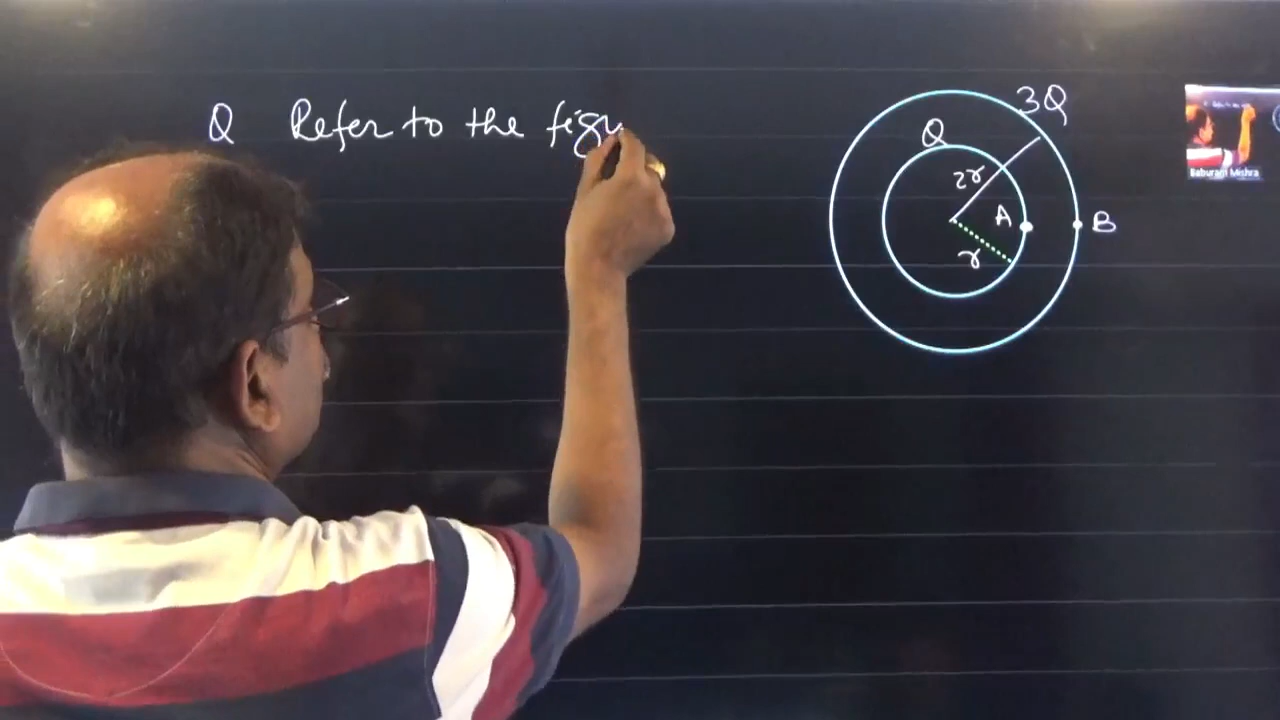 Q Refer to the figu
3Q
Q
2r
A
B
r
Baburam Mishra